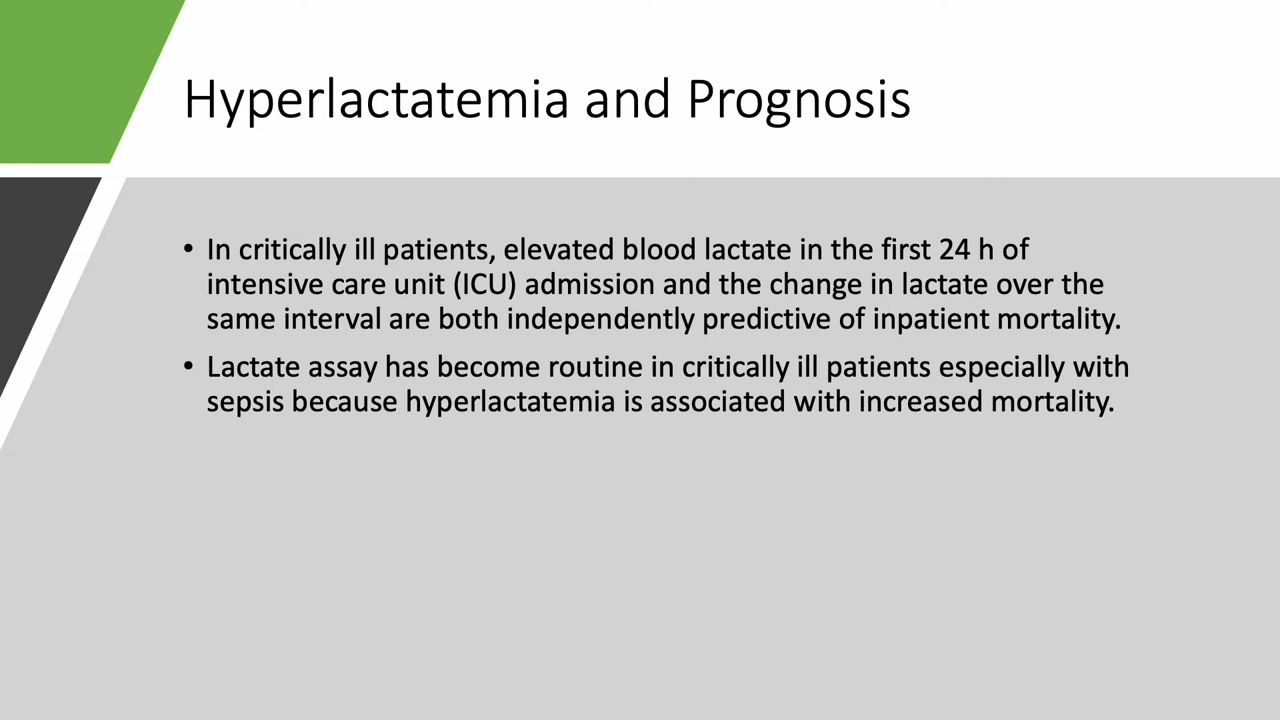 Hyperlactatemia and Prognosis
• In critically ill patients, elevated blood lactate in the first 24 h of
intensive care unit (ICU) admission and the change in lactate over the
same interval are both independently predictive of inpatient mortality.
• Lactate assay has become routine in critically ill patients especially with
sepsis because hyperlactatemia is associated with increased mortality.